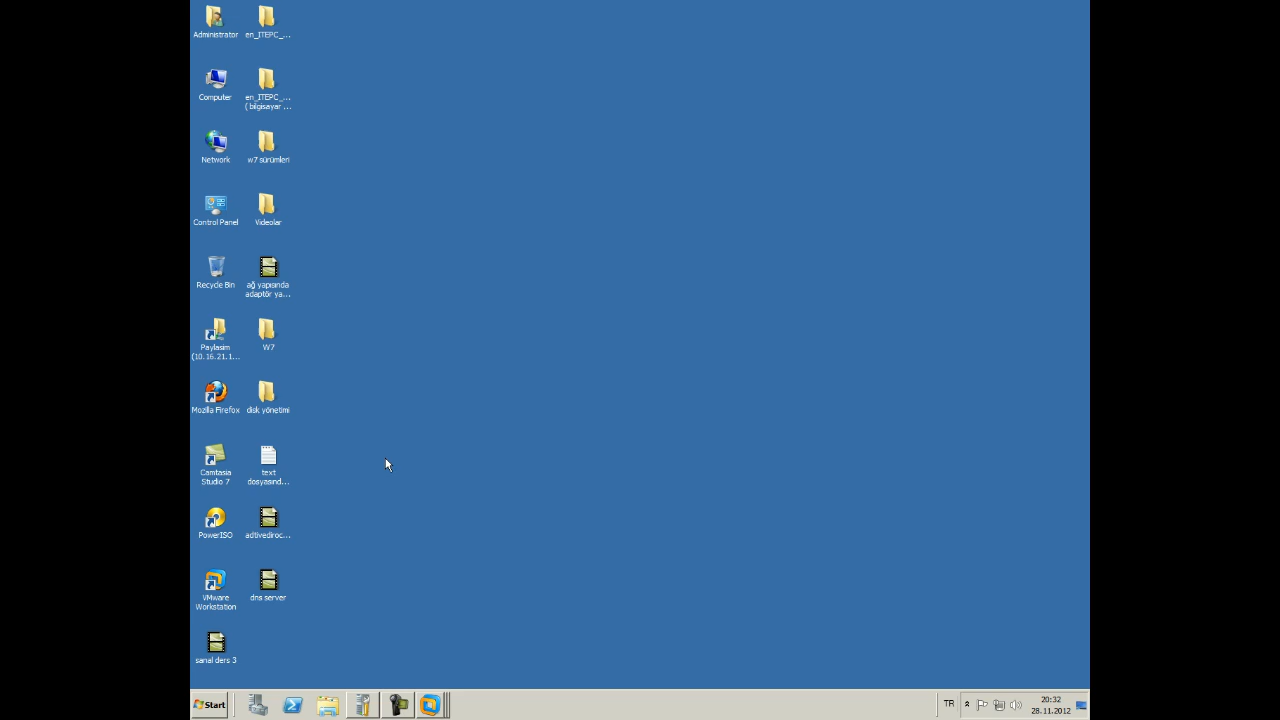 Administrator
en_ITEPC_...
Computer
en_ITEPC_...
( bilgisayar ...
Network
w7 sürümleri
Control Panel
Videolar
Recycle Bin
ağ yapısında
adaptör ya...
Paylasim
(10.16.21.1...
W7
Mozilla Firefox
disk yönetimi
Camtasia
Studio 7
text
dosyasınd...
PowerISO
adtivediroc...
VMware
Workstation
dns server
sanal ders 3
Start
TR
20:32
28.11.2012